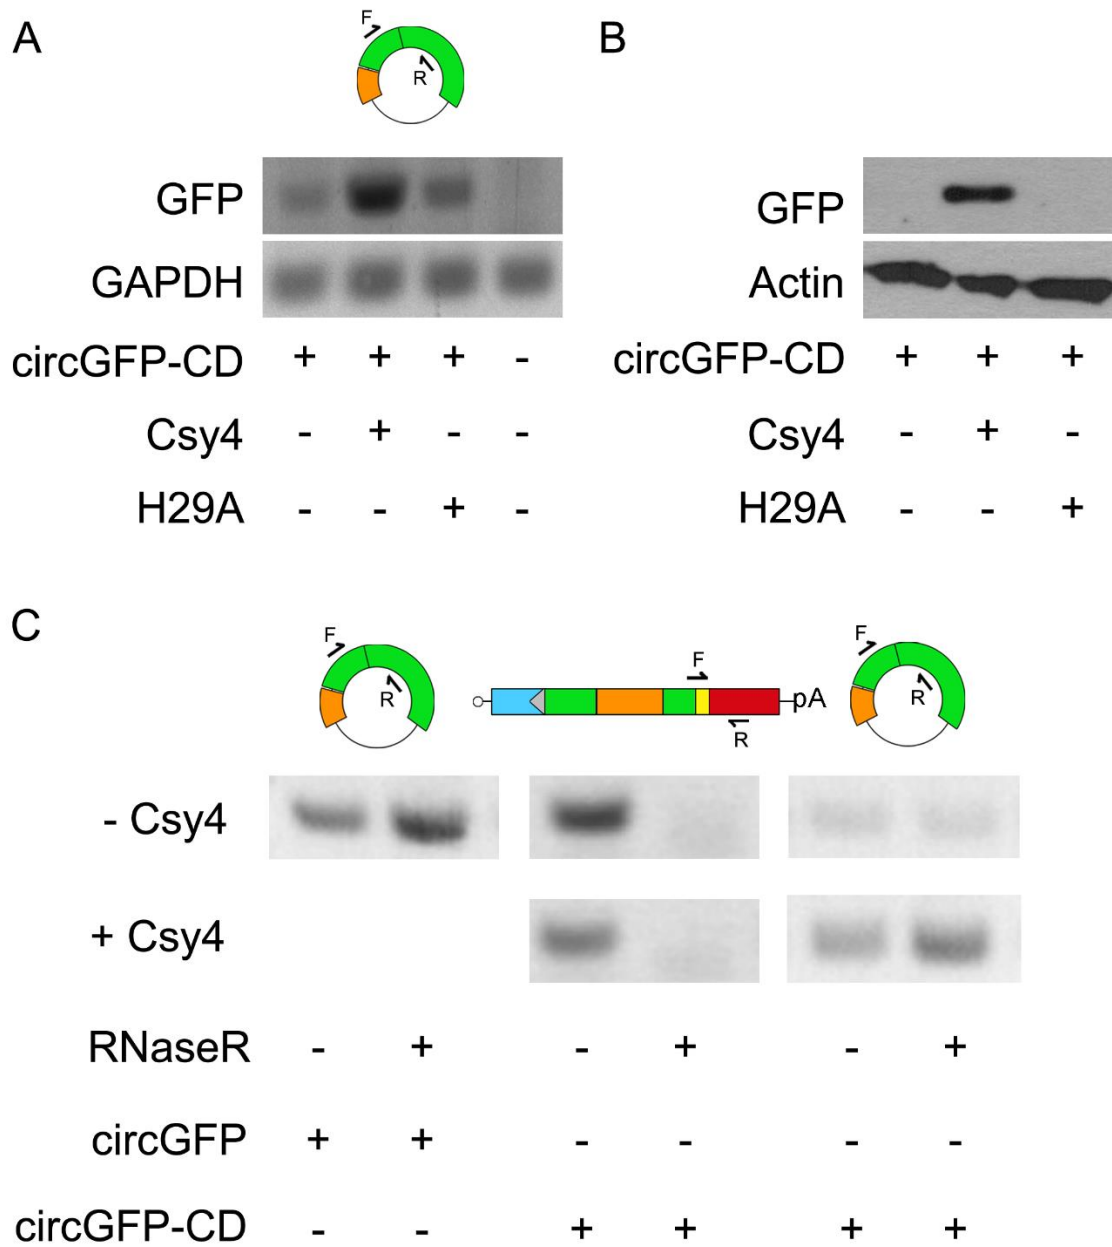 A
F
R
GFP
GAPDH
circGFP-CD + + + -
Csy4 - + - -
H29A - - + -
B
GFP
Actin
circGFP-CD + + +
Csy4 - + -
H29A - - +
C
F
R
F
R
pA
F
R
- Csy4
+ Csy4
RNaseR - + - + - +
circGFP + + - - - -
circGFP-CD - - + + + +